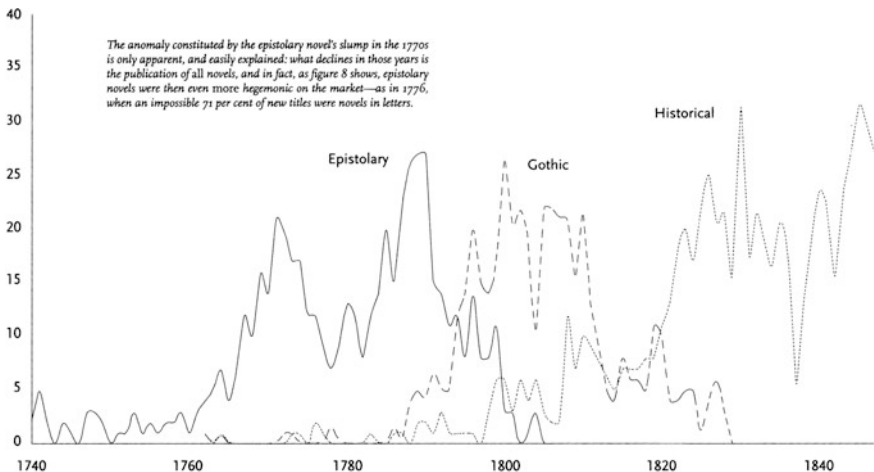 40
The anomaly constituted by the epistolary novel's slump in the 1770s
is only apparent, and easily explained: what declines in those years is
the publication of all novels, and in fact, as figure 8 shows, epistolary
novels were then even more hegemonic on the market—as in 1776,
when an impossible 71 per cent of new titles were novels in letters.
35
30
Historical
Epistolary
Gothic
25
20
15
10
5
0
1740
1760
1780
1800
1820
1840